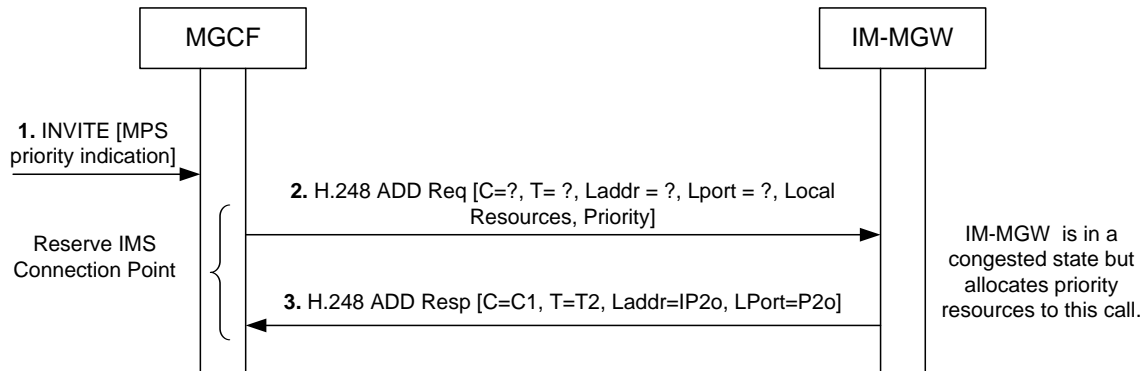 MGCF
IM-MGW
1. INVITE [MPS
priority indication]
2. H.248 ADD Req [C=?, T= ?, Laddr = ?, Lport = ?, Local
Resources, Priority]
Reserve IMS
Connection Point
IM-MGW is in a
congested state but
allocates priority
resources to this call.
3. H.248 ADD Resp [C=C1, T=T2, Laddr=IP2o, LPort=P2o]